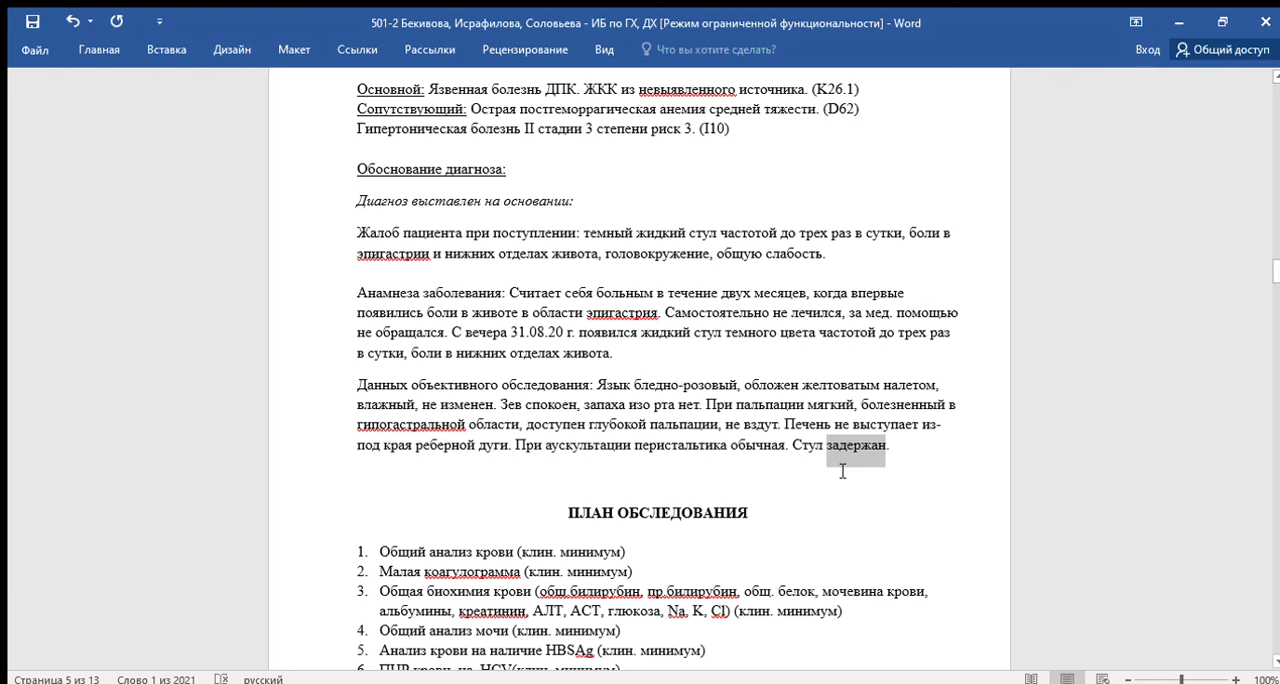 501-2 Бекивова, Исрафилова, Соловьева - ИБ по ГХ, ДХ [Режим ограниченной функциональности] - Word
Файл Главная Вставка Дизайн Макет Ссылки Рассылки Рецензирование Вид Что вы хотите сделать? Вход Общий доступ
Основной: Язвенная болезнь ДПК. ЖКК из невыявленного источника. (K26.1)
Сопутствующий: Острая постгеморрагическая анемия средней тяжести. (D62)
Гипертоническая болезнь II стадии 3 степени риск 3. (I10)
Обоснование диагноза:
Диагноз выставлен на основании:
Жалоб пациента при поступлении: темный жидкий стул частотой до трех раз в сутки, боли в
эпигастрии и нижних отделах живота, головокружение, общую слабость.
Анамнеза заболевания: Считает себя больным в течение двух месяцев, когда впервые
появились боли в животе в области эпигастрия. Самостоятельно не лечился, за мед. помощью
не обращался. С вечера 31.08.20 г. появился жидкий стул темного цвета частотой до трех раз
в сутки, боли в нижних отделах живота.
Данных объективного обследования: Язык бледно-розовый, обложен желтоватым налетом,
влажный, не изменен. Зев спокоен, запаха изо рта нет. При пальпации мягкий, болезненный в
гипогастральной области, доступен глубокой пальпации, не вздут. Печень не выступает из-
под края реберной дуги. При аускультации перистальтика обычная. Стул задержан.
ПЛАН ОБСЛЕДОВАНИЯ
1. Общий анализ крови (клин. минимум)
2. Малая коагулограмма (клин. минимум)
3. Общая биохимия крови (общ.билирубин, пр.билирубин, общ. белок, мочевина крови,
альбумины, креатинин, АЛТ, АСТ, глюкоза, Na, K, Cl) (клин. минимум)
4. Общий анализ мочи (клин. минимум)
5. Анализ крови на наличие HBSAg (клин. минимум)
6. ПЦР крови на HCV(клин. минимум)
Страница 5 из 13 Слово 1 из 2021 русский 100%